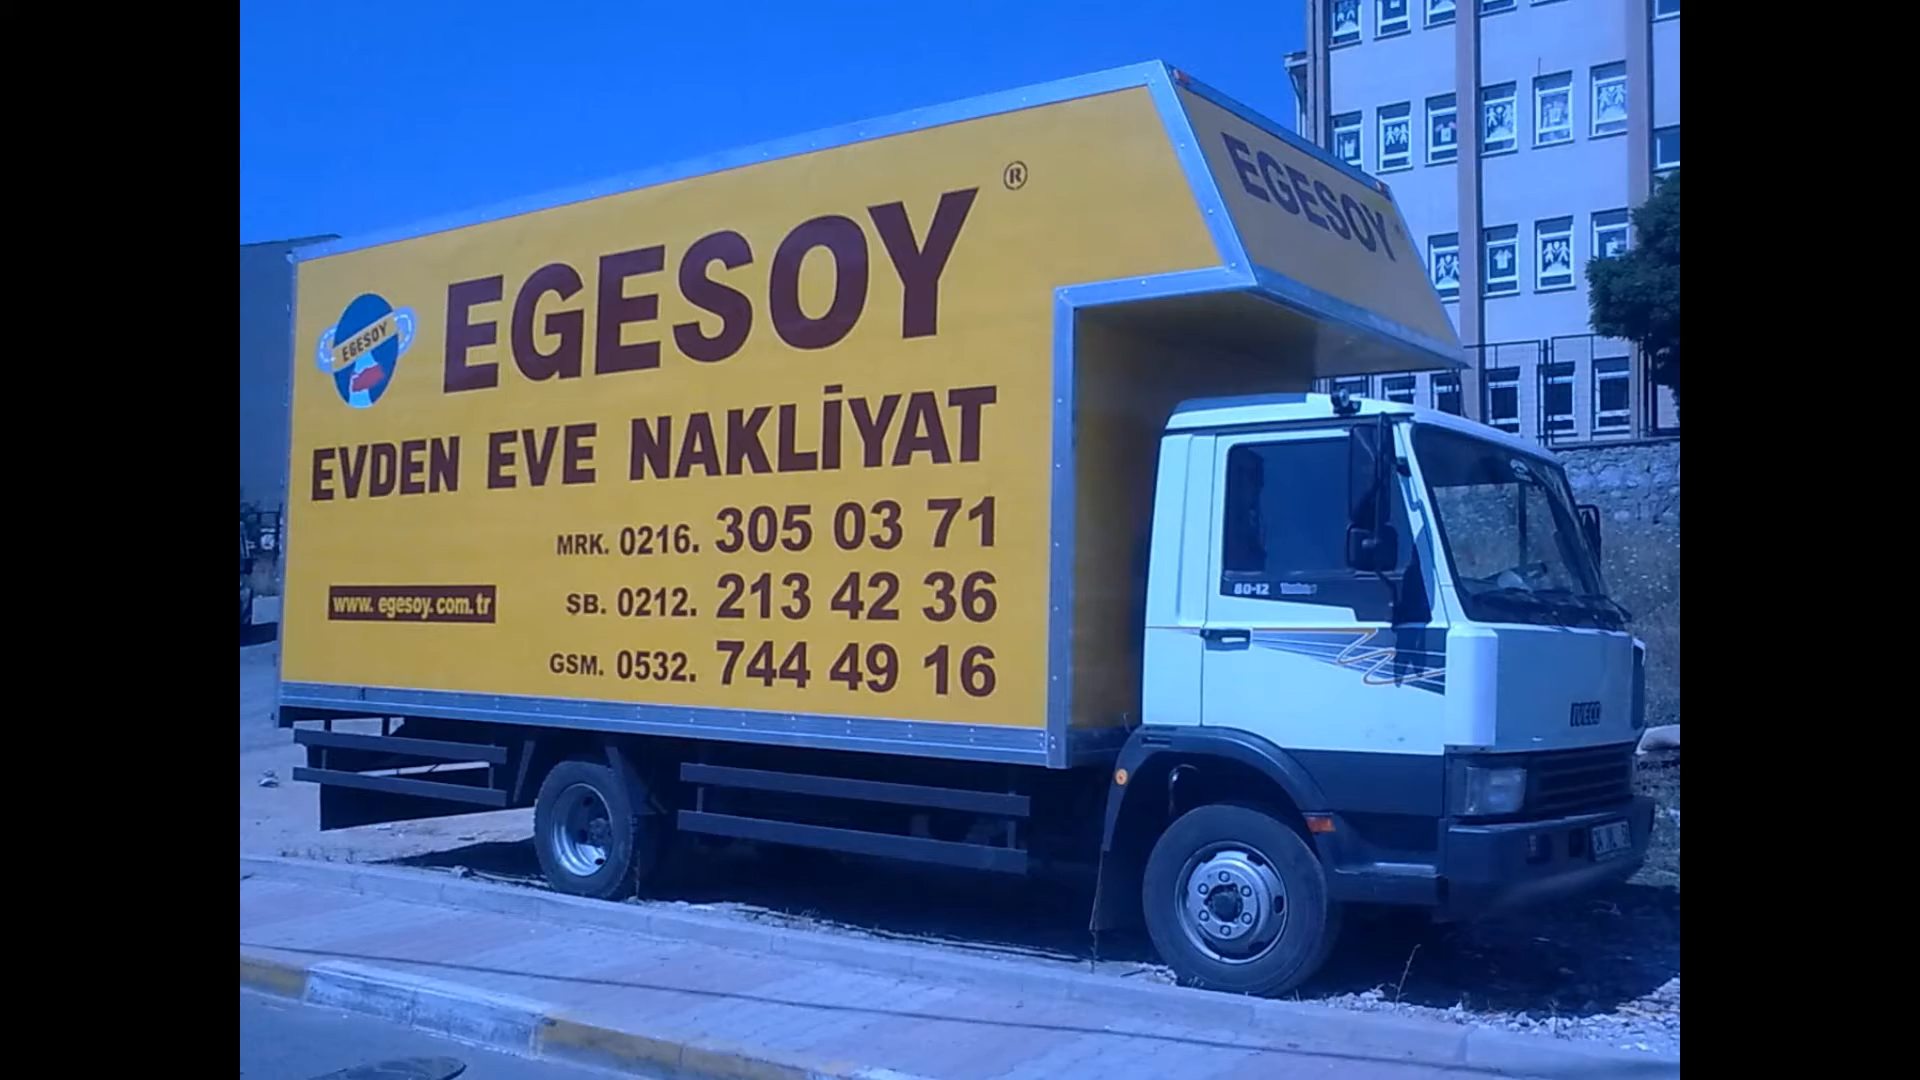 EGESOY ®
EGESOY
EGESOY
EVDEN EVE NAKLİYAT
MRK. 0216. 305 03 71
www.egesoy.com.tr
SB. 0212. 213 42 36
GSM. 0532. 744 49 16
80-12
IVECO